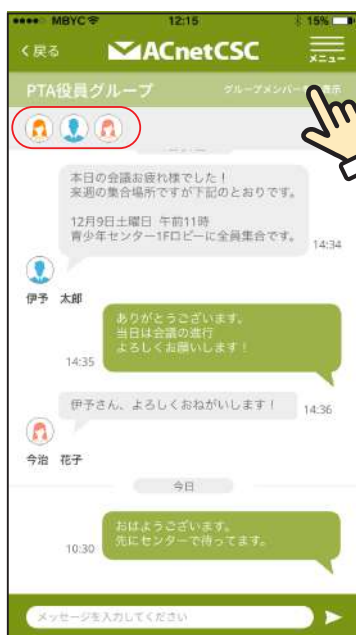 MBYC 12:15 15%
<戻る ACnetCSC メニュー
PTA役員グループ グループメンバー 表示
本日の会議お疲れ様でした!
来週の集合場所ですが下記のとおりです。
12月9日土曜日 午前11時
青少年センター1Fロビーに全員集合です。
14:34
伊予 太郎
ありがとうございます。
当日は会議の進行
よろしくお願いします!
14:35
伊予さん、よろしくおねがいします!
14:36
今治 花子
今日
おはようございます。
先にセンターで待ってます。
10:30
メッセージを入力してください